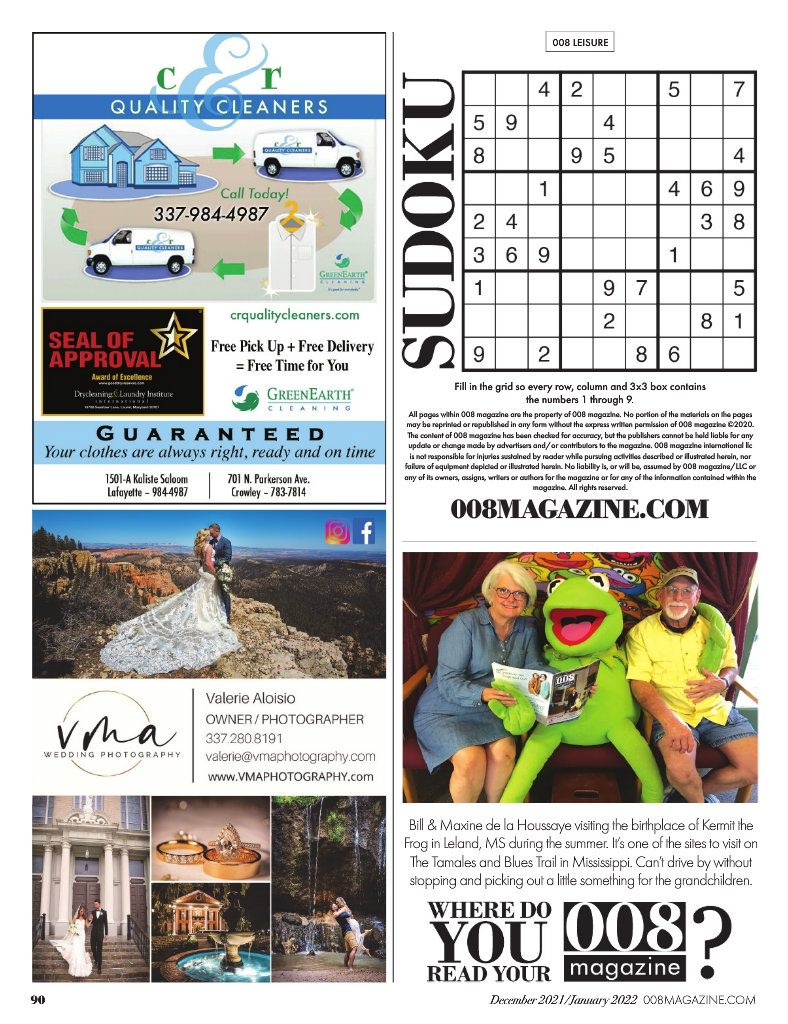 c & r
QUALITY CLEANERS
c & r
QUALITY CLEANERS
Call Today!
337-984-4987
c & r
QUALITY CLEANERS
GREENEARTH®
CLEANING
crqualitycleaners.com
SEAL OF
APPROVAL
Award of Excellence
Drycleaning & Laundry Institute
International
Free Pick Up + Free Delivery
= Free Time for You
GREENEARTH®
CLEANING
GUARANTEED
Your clothes are always right, ready and on time
1501-A Kaliste Saloom
Lafayette – 984-4987
701 N. Parkerson Ave.
Crowley – 783-7814
vma
WEDDING PHOTOGRAPHY
Valerie Aloisio
OWNER / PHOTOGRAPHER
337.280.8191
valerie@vmaphotography.com
www.VMAPHOTOGRAPHY.com
008 LEISURE
SUDOKU
4 2 5 7
5 9 4
8 9 5 4
1 4 6 9
2 4 3 8
3 6 9 1
1 9 7 5
2 8 1
9 2 8 6
Fill in the grid so every row, column and 3x3 box contains
the numbers 1 through 9.
All pages within 008 magazine are the property of 008 magazine. No portion of the materials on the pages
may be reprinted or republished in any form without the express written permission of 008 magazine ©2020.
The content of 008 magazine has been checked for accuracy, but the publishers cannot be held liable for any
update or change made by advertisers and/or contributors to the magazine. 008 magazine international llc
is not responsible for injuries sustained by reader while pursuing activities described or illustrated herein, nor
failure of equipment depicted or illustrated herein. No liability is, or will be, assumed by 008 magazine/LLC or
any of its owners, assigns, writers or authors for the magazine or for any of the information contained within the
magazine. All rights reserved.
008MAGAZINE.COM
008
Bill & Maxine de la Houssaye visiting the birthplace of Kermit the
Frog in Leland, MS during the summer. It's one of the sites to visit on
The Tamales and Blues Trail in Mississippi. Can't drive by without
stopping and picking out a little something for the grandchildren.
WHERE DO
YOU
READ YOUR
008
magazine
?
90
December 2021/January 2022 008MAGAZINE.COM